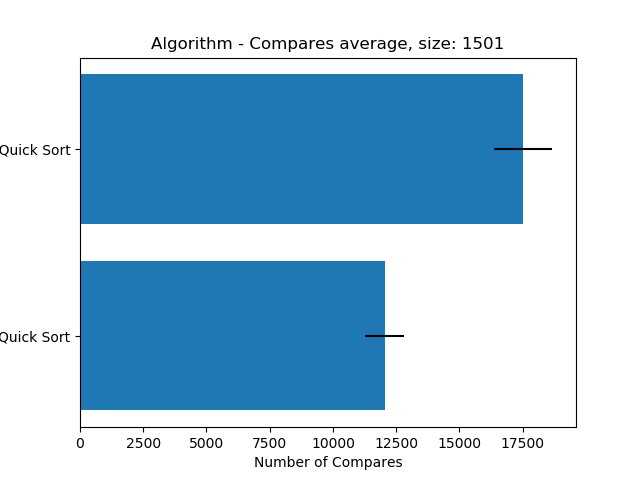 Algorithm - Compares average, size: 1501
Quick Sort
Quick Sort
0 2500 5000 7500 10000 12500 15000 17500
Number of Compares